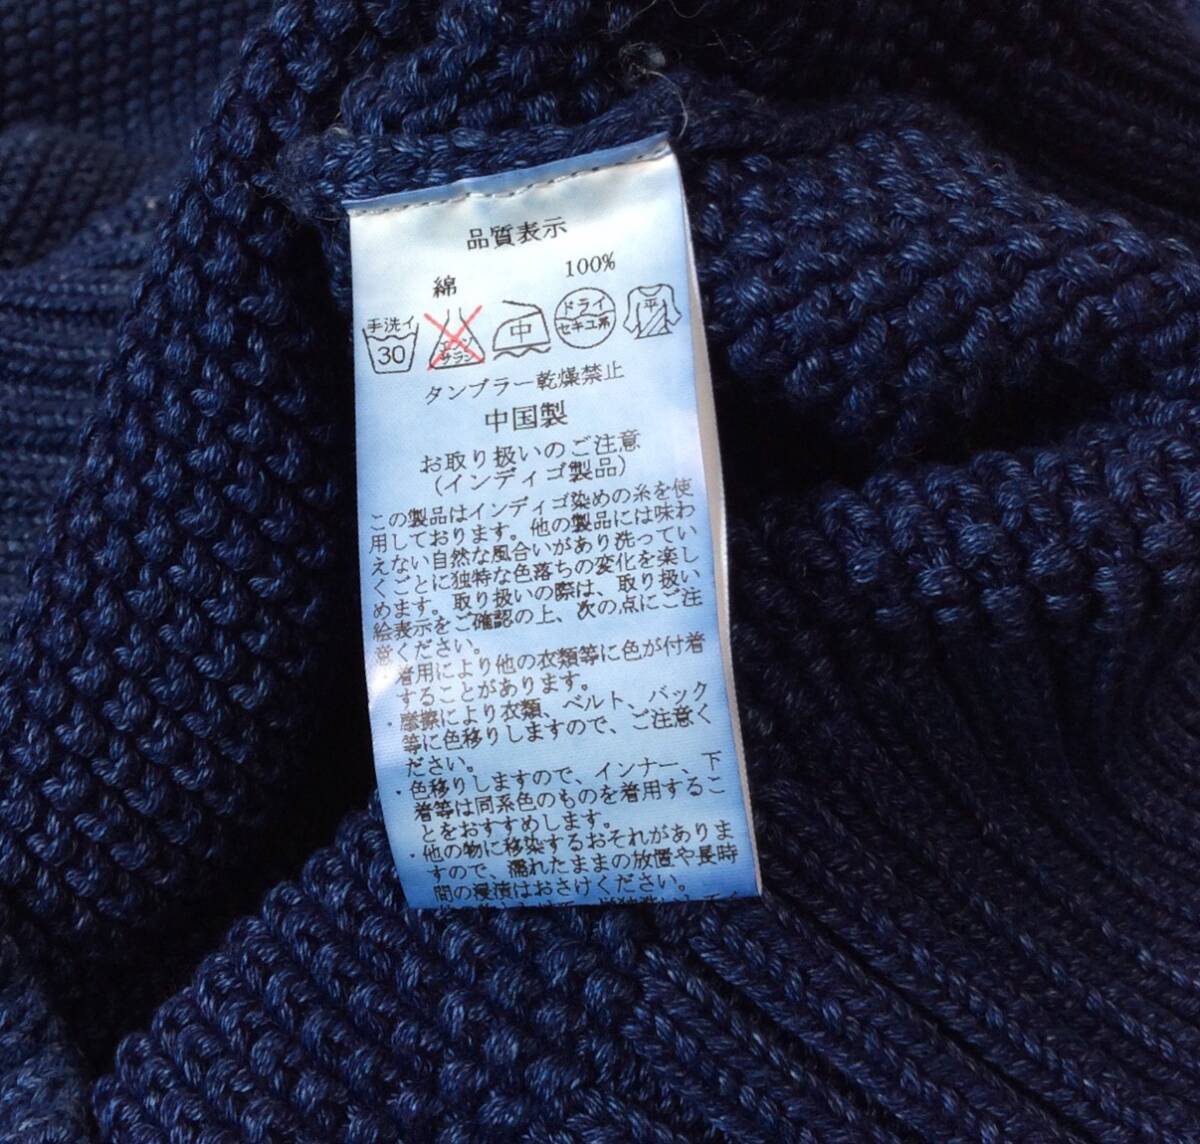 品質表示
綿 100%
手洗イ 30
エンソ サラシ
中
ドライ セキユ系
平
タンブラー乾燥禁止
中国製
お取り扱いのご注意
(インディゴ製品)
この製品はインディゴ染めの糸を使
用しております。他の製品には味わ
えない自然な風合いがあり洗ってい
くごとに独特な色落ちの変化を楽し
めます。取り扱いの際は、取り扱い
絵表示をご確認の上、次の点にご注
意ください。
・着用により他の衣類等に色が付着
することがあります。
・摩擦により衣類、ベルト、バック
等に色移りしますので、ご注意く
ださい。
・色移りしますので、インナー、下
着等は同系色のものを着用するこ
とをおすすめします。
・他の物に移染するおそれがありま
すので、濡れたままの放置や長時
間の浸漬はおさけください。